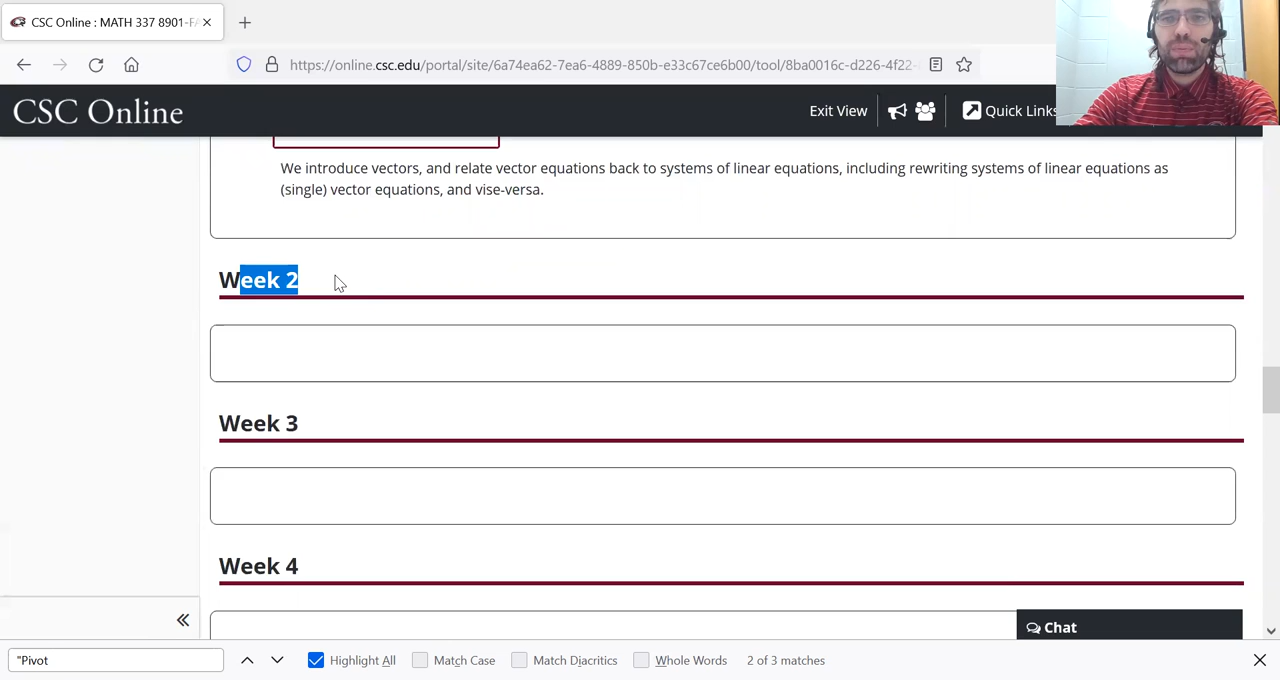 CSC Online : MATH 337 8901-FA
https://online.csc.edu/portal/site/6a74ea62-7ea6-4889-850b-e33c67ce6b00/tool/8ba0016c-d226-4f22-
CSC Online
Exit View
Quick Links
We introduce vectors, and relate vector equations back to systems of linear equations, including rewriting systems of linear equations as
(single) vector equations, and vise-versa.
Week 2
Week 3
Week 4
Chat
"Pivot
Highlight All
Match Case
Match Diacritics
Whole Words
2 of 3 matches